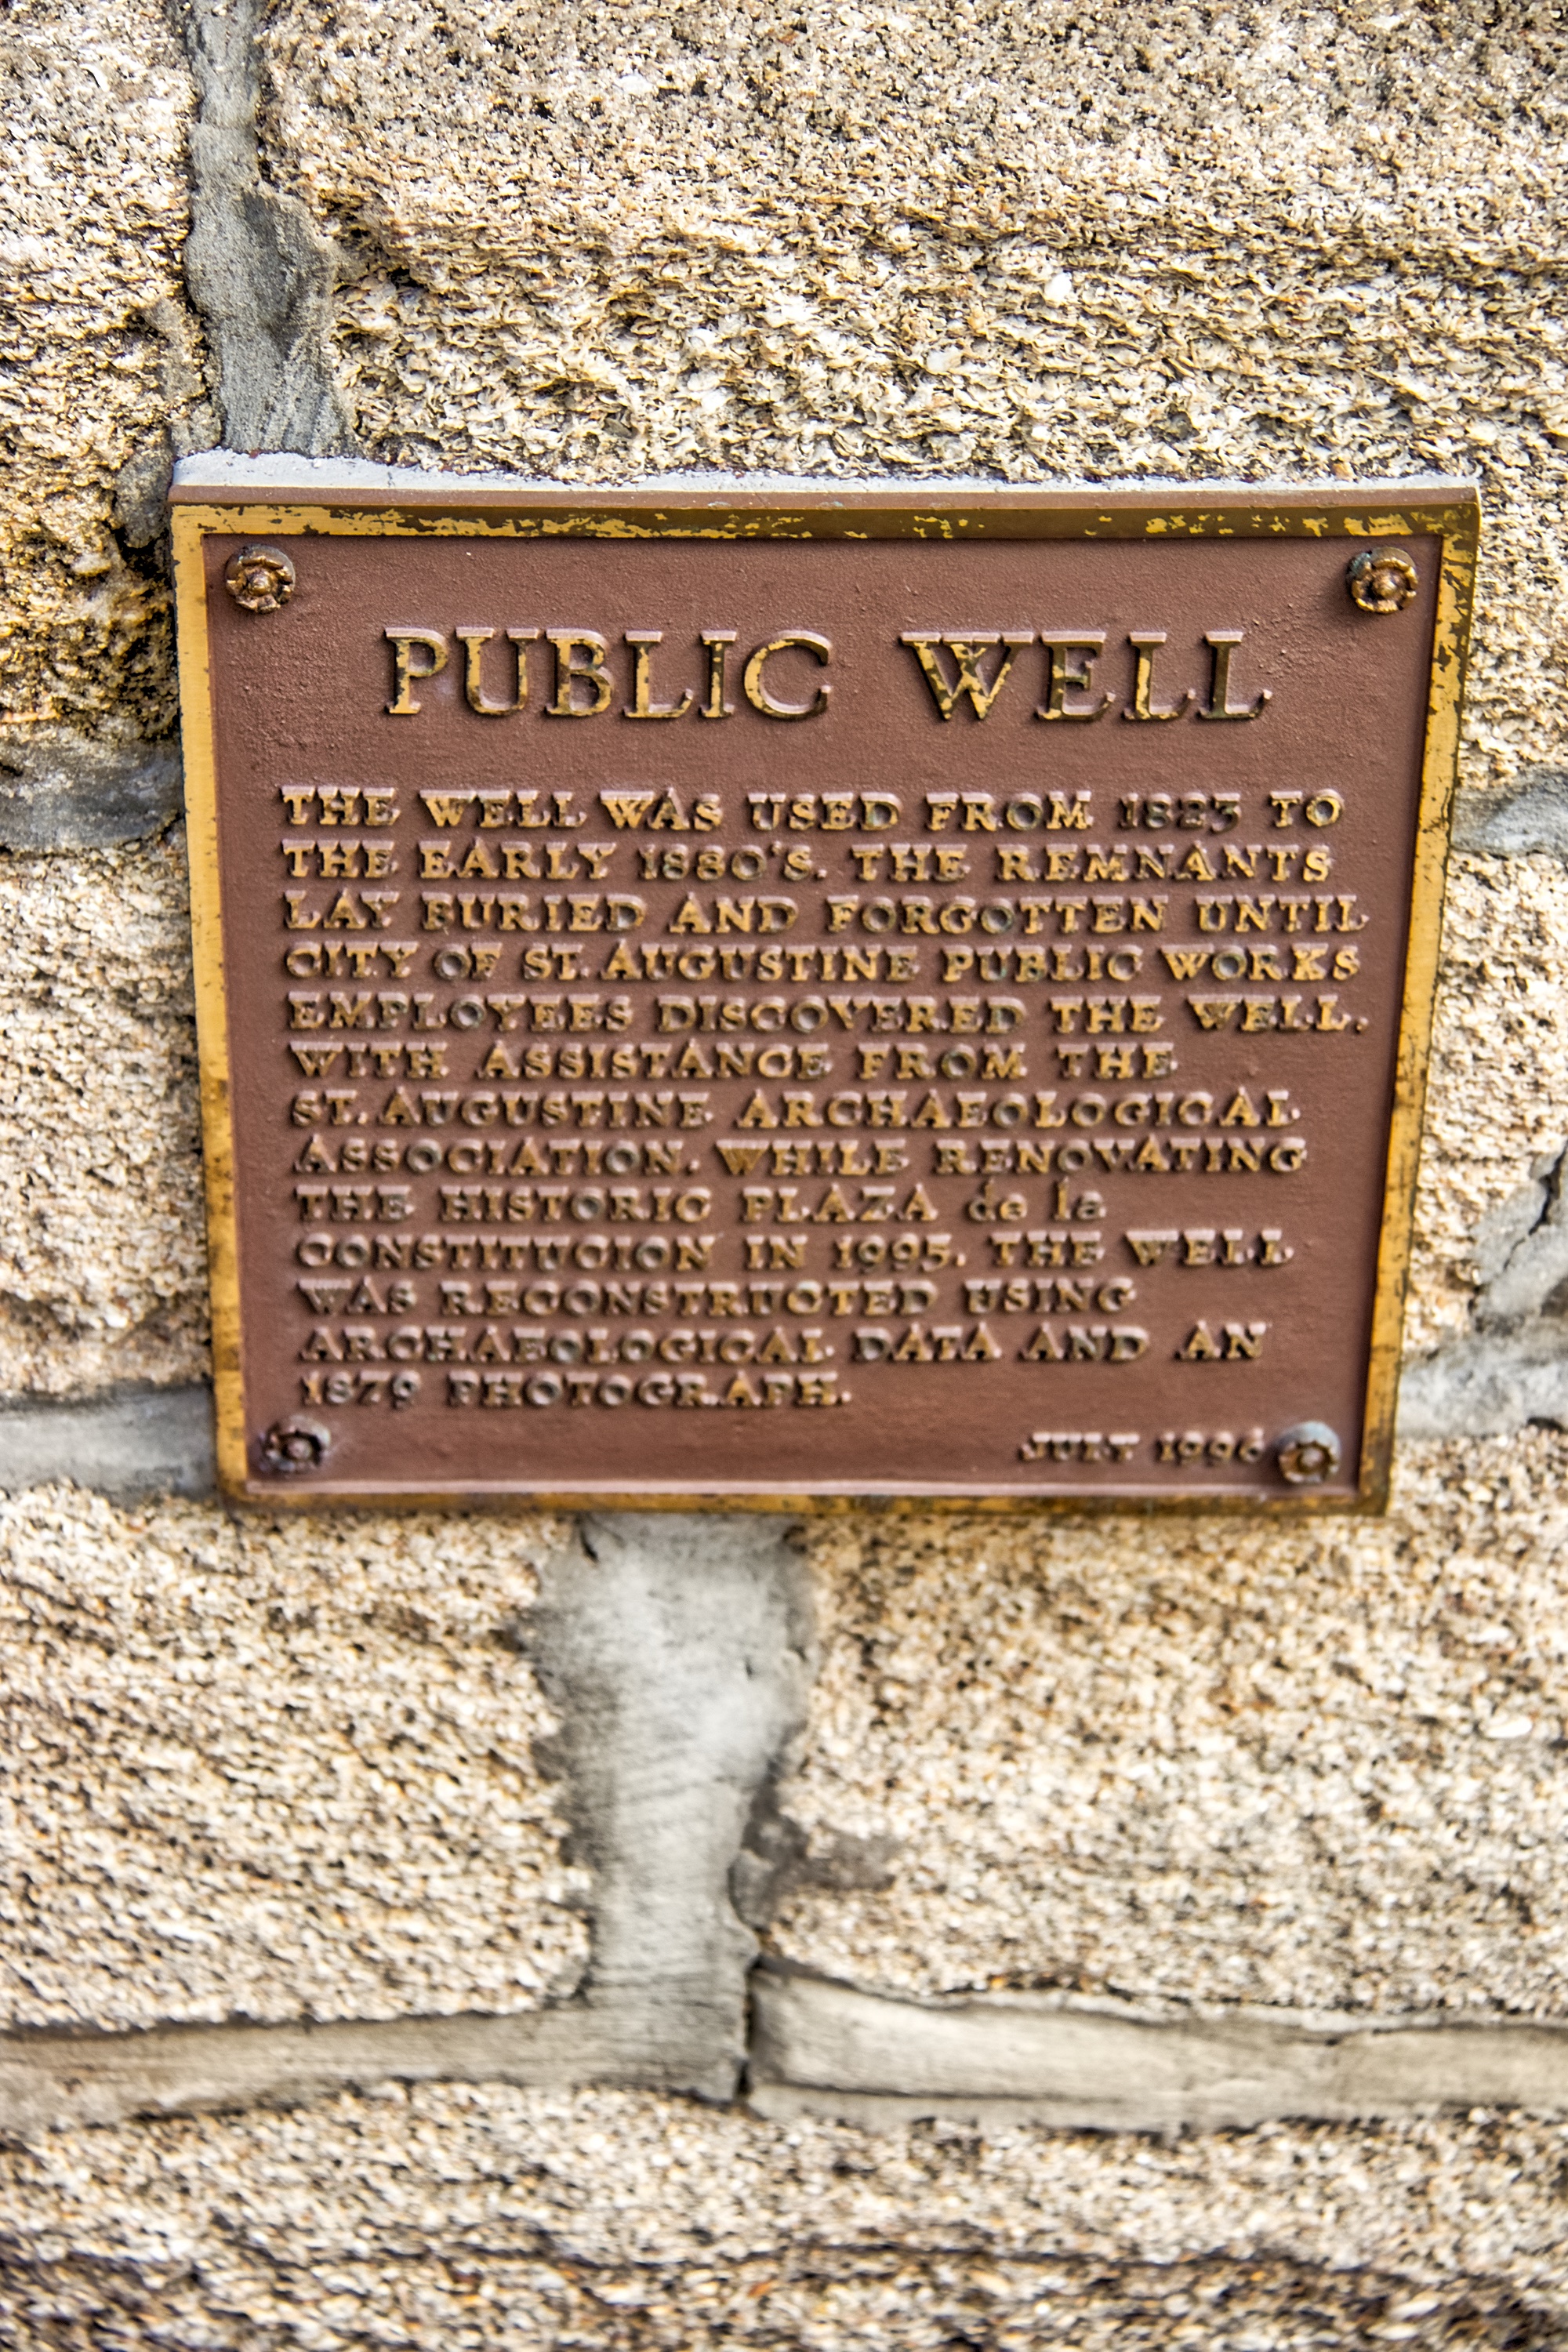 PUBLIC WELL
THE WELL WAS USED FROM 1823 TO
THE EARLY 1880'S. THE REMNANTS
LAY BURIED AND FORGOTTEN UNTIL
CITY OF ST. AUGUSTINE PUBLIC WORKS
EMPLOYEES DISCOVERED THE WELL,
WITH ASSISTANCE FROM THE
ST. AUGUSTINE ARCHAEOLOGICAL
ASSOCIATION, WHILE RENOVATING
THE HISTORIC PLAZA de la
CONSTITUCION IN 1995. THE WELL
WAS RECONSTRUCTED USING
ARCHAEOLOGICAL DATA AND AN
1879 PHOTOGRAPH.
JULY 1996